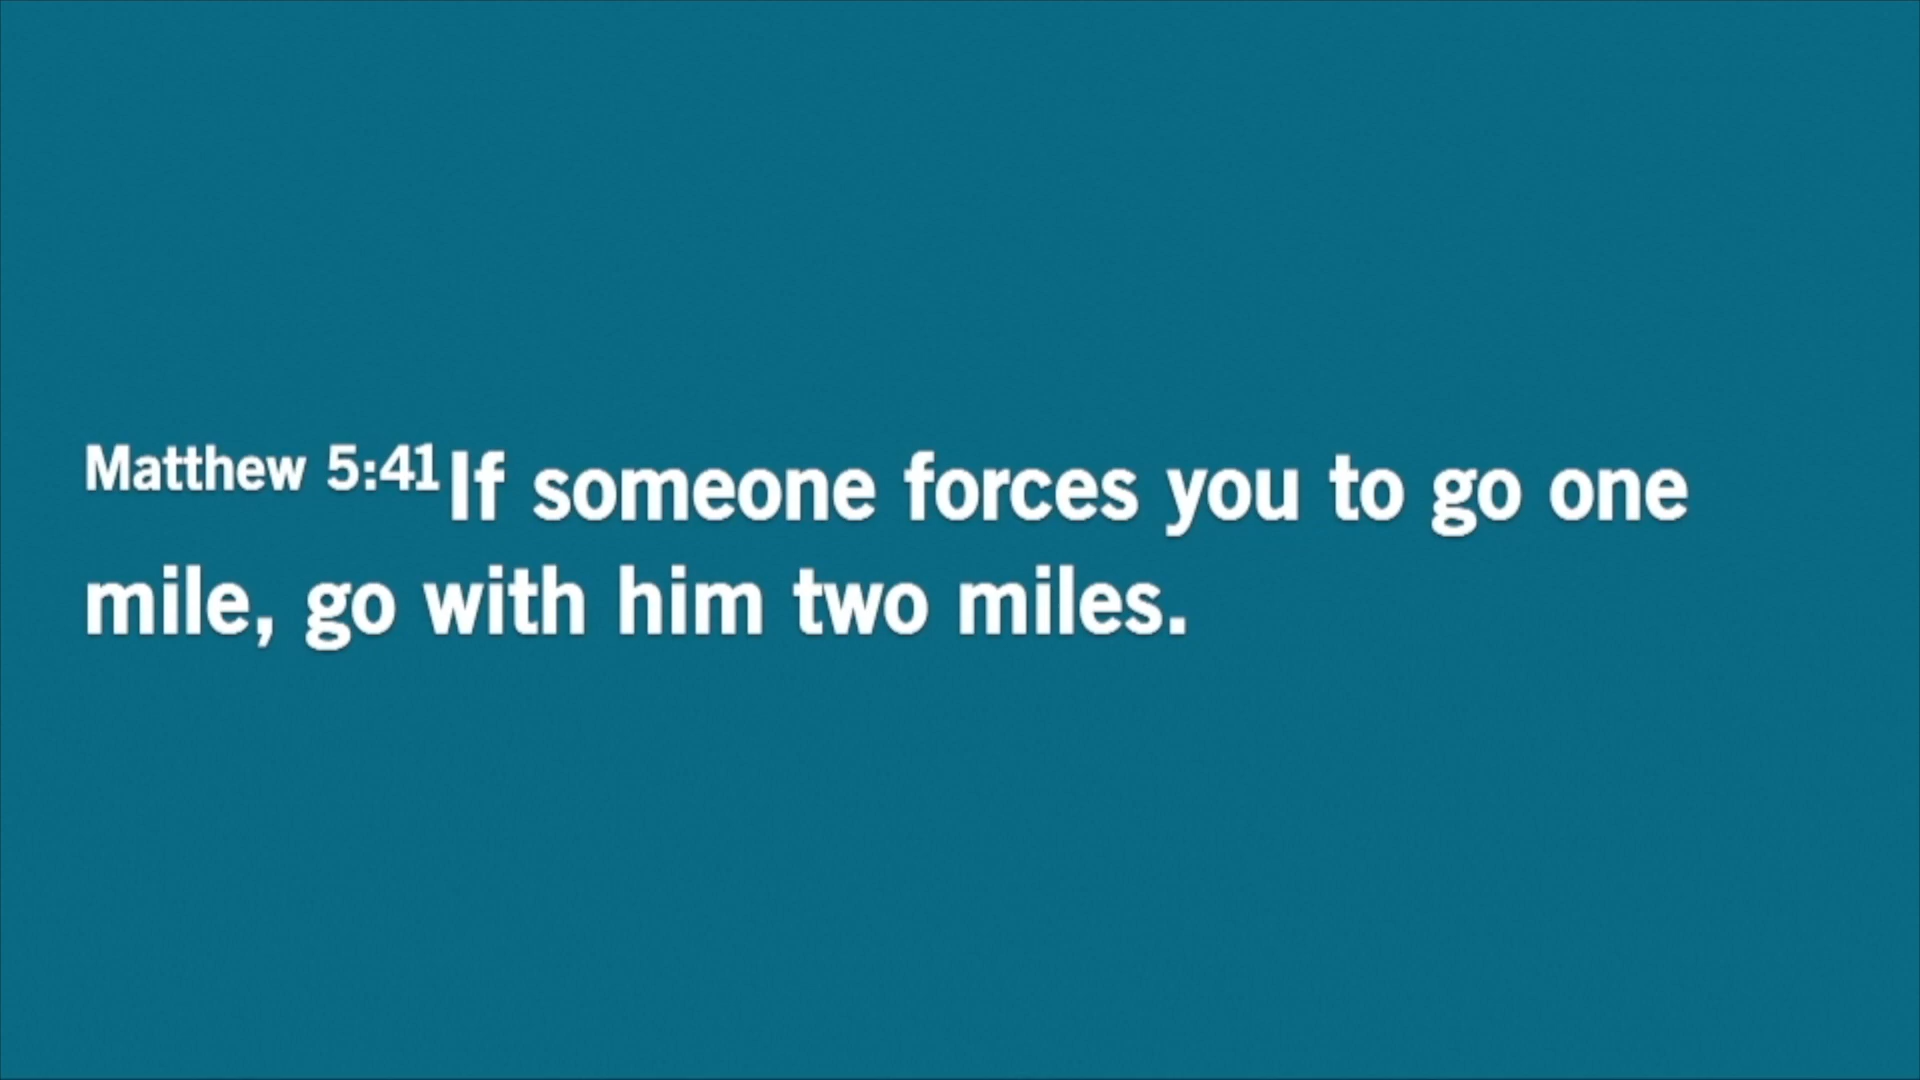 Matthew 5:41 If someone forces you to go one
mile, go with him two miles.